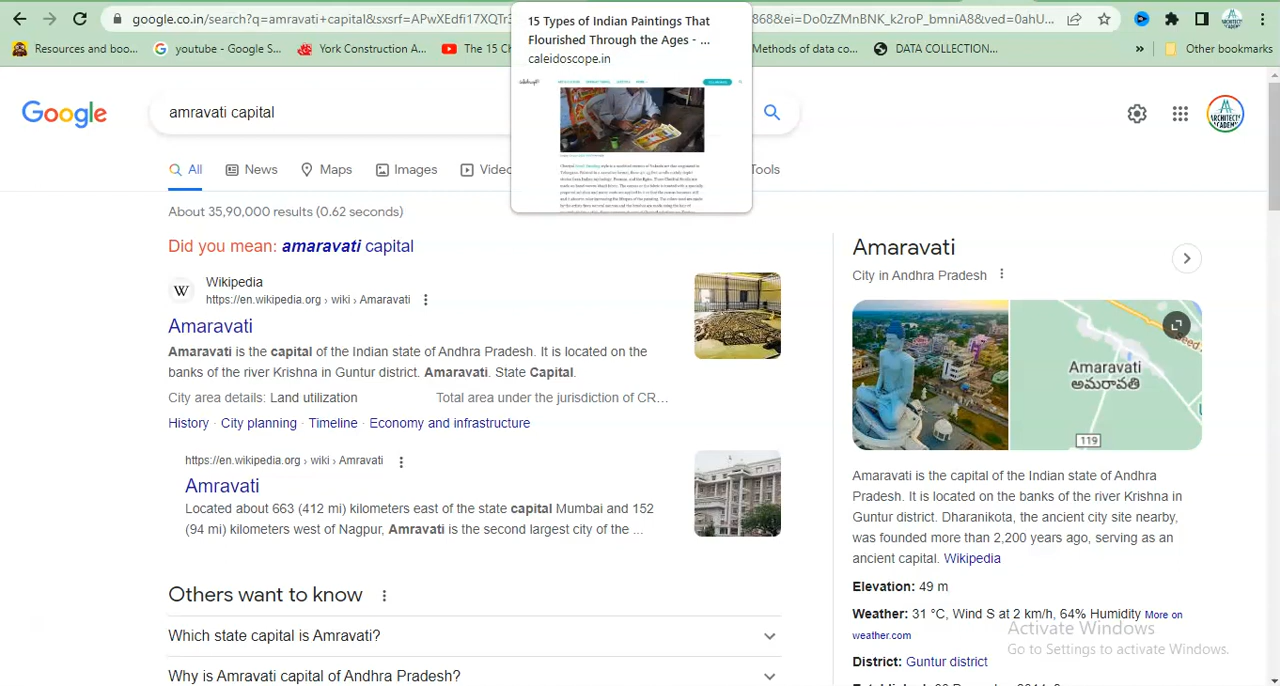 google.co.in/search?q=amravati+capital&sxsrf=APwXEdfi17XQTr3
868&ei=Do0zZMnBNK_k2roP_bmniA8&ved=0ahU...
15 Types of Indian Paintings That
Flourished Through the Ages - ...
caleidoscope.in
Resources and boo...
youtube - Google S...
York Construction A...
The 15 Ch
Methods of data co...
DATA COLLECTION...
»
Other bookmarks
Google
amravati capital
All
News
Maps
Images
Video
Tools
About 35,90,000 results (0.62 seconds)
Did you mean: amaravati capital
Wikipedia
https://en.wikipedia.org › wiki › Amaravati
Amaravati
Amaravati is the capital of the Indian state of Andhra Pradesh. It is located on the
banks of the river Krishna in Guntur district. Amaravati. State Capital.
City area details: Land utilization
Total area under the jurisdiction of CR...
History · City planning · Timeline · Economy and infrastructure
https://en.wikipedia.org › wiki › Amravati
Amravati
Located about 663 (412 mi) kilometers east of the state capital Mumbai and 152
(94 mi) kilometers west of Nagpur, Amravati is the second largest city of the ...
Others want to know
Which state capital is Amravati?
Why is Amravati capital of Andhra Pradesh?
Amaravati
City in Andhra Pradesh
Amaravati
అమరావతి
119
Amaravati is the capital of the Indian state of Andhra
Pradesh. It is located on the banks of the river Krishna in
Guntur district. Dharanikota, the ancient city site nearby,
was founded more than 2,200 years ago, serving as an
ancient capital. Wikipedia
Elevation: 49 m
Weather: 31 °C, Wind S at 2 km/h, 64% Humidity More on
weather.com
District: Guntur district
Activate Windows
Go to Settings to activate Windows.